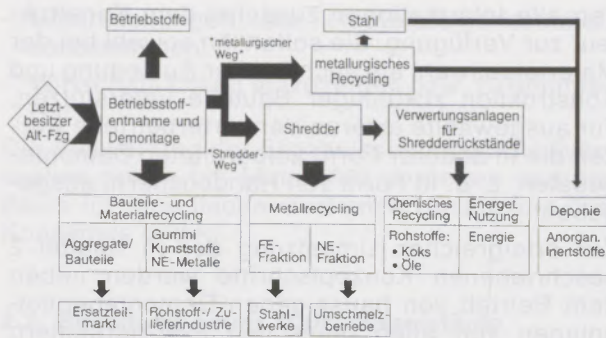 Betriebstoffe
Stahl
"metallurgischer
Weg"
metallurgisches
Recycling
Letzt-
besitzer
Alt-Fzg
Betriebsstoff-
entnahme und
Demontage
Shredder
Verwertungsanlagen
für
Shredderrückstände
"Shredder-
Weg"
Bauteile- und
Materialrecycling
Metallrecycling
Chemisches
Recycling
Energet.
Nutzung
Deponie
Aggregate/
Bauteile
Gummi
Kunststoffe
NE-Metalle
FE-
Fraktion
NE-
Fraktion
Rohstoffe:
• Koks
• Öle
Energie
Anorgan.
Inertstoffe
Ersatzteil-
markt
Rohstoff-/ Zu-
lieferindustrie
Stahl-
werke
Umschmelz
betriebe